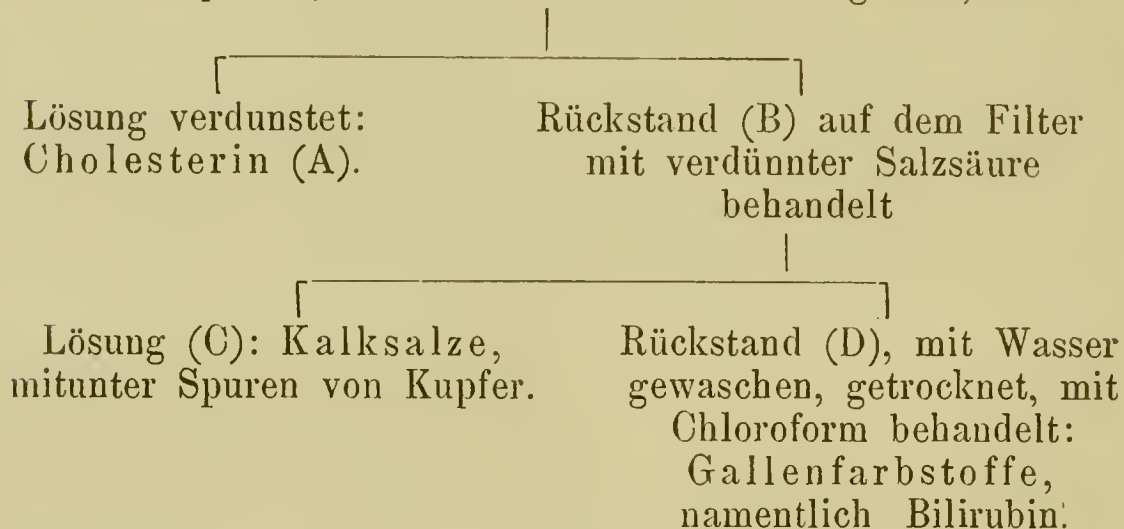 Lösung verdunstet:
Cholesterin (A).
Rückstand (B) auf dem Filter
mit verdünnter Salzsäure
behandelt
Lösung (C): Kalksalze,
mitunter Spuren von Kupfer.
Rückstand (D), mit Wasser
gewaschen, getrocknet, mit
Chloroform behandelt:
Gallenfarbstoffe,
namentlich Bilirubin.